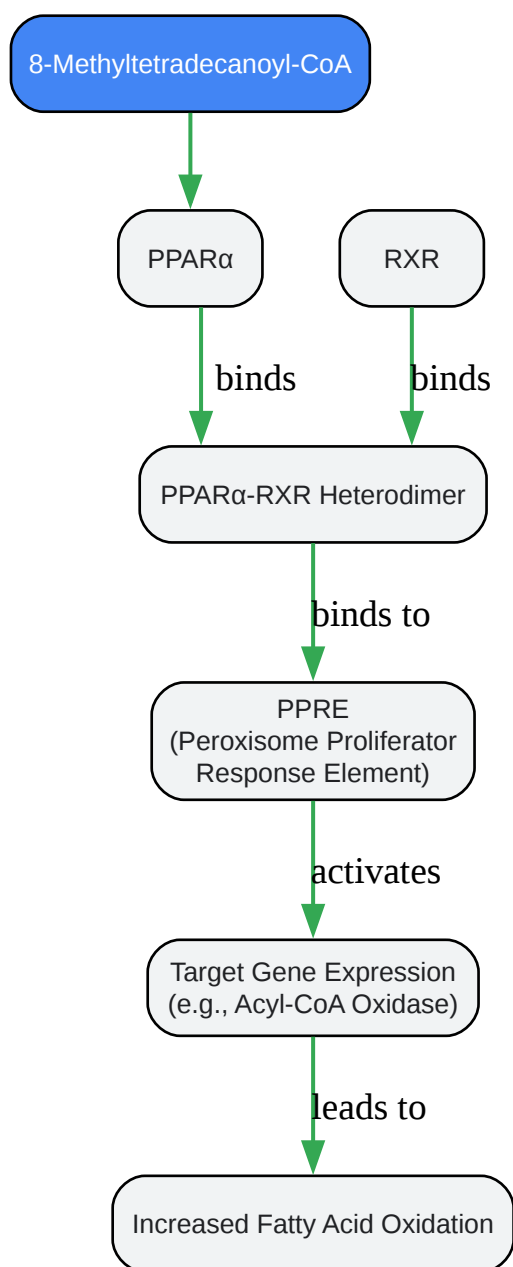 8-Methyltetradecanoyl-CoA
PPARα
RXR
binds
binds
PPARα-RXR Heterodimer
binds to
PPRE
(Peroxisome Proliferator
Response Element)
activates
Target Gene Expression
(e.g., Acyl-CoA Oxidase)
leads to
Increased Fatty Acid Oxidation